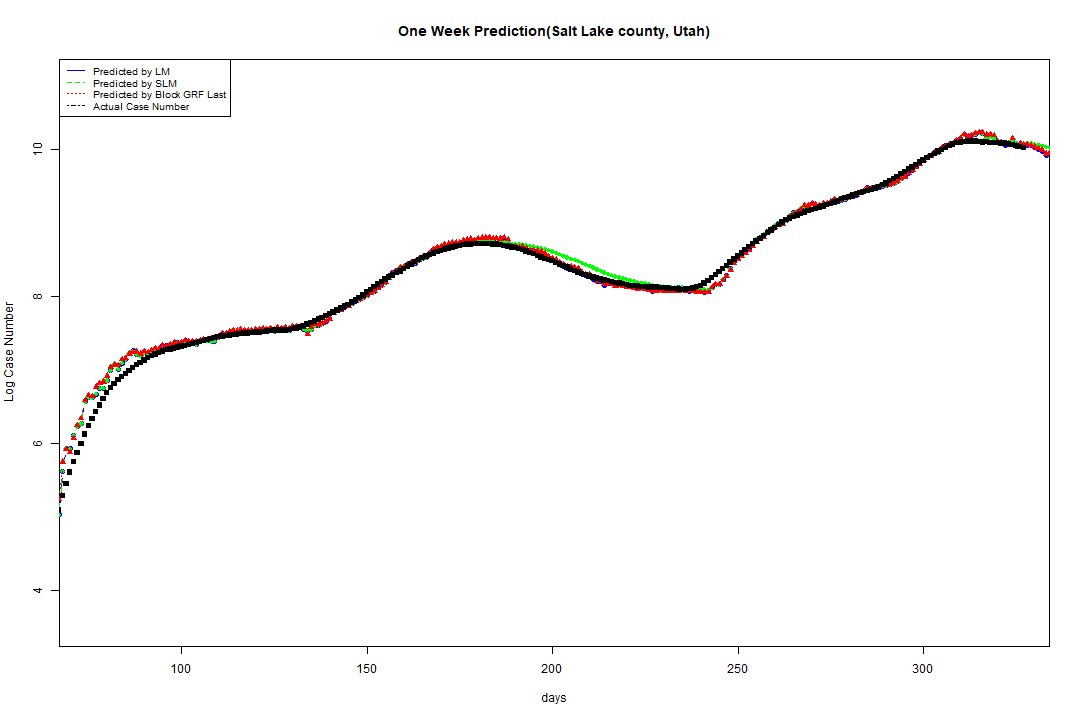 One Week Prediction(Salt Lake county, Utah)
Predicted by LM
Predicted by SLM
Predicted by Block GRF Last
Actual Case Number
Log Case Number
10
8
6
4
100 150 200 250 300
days